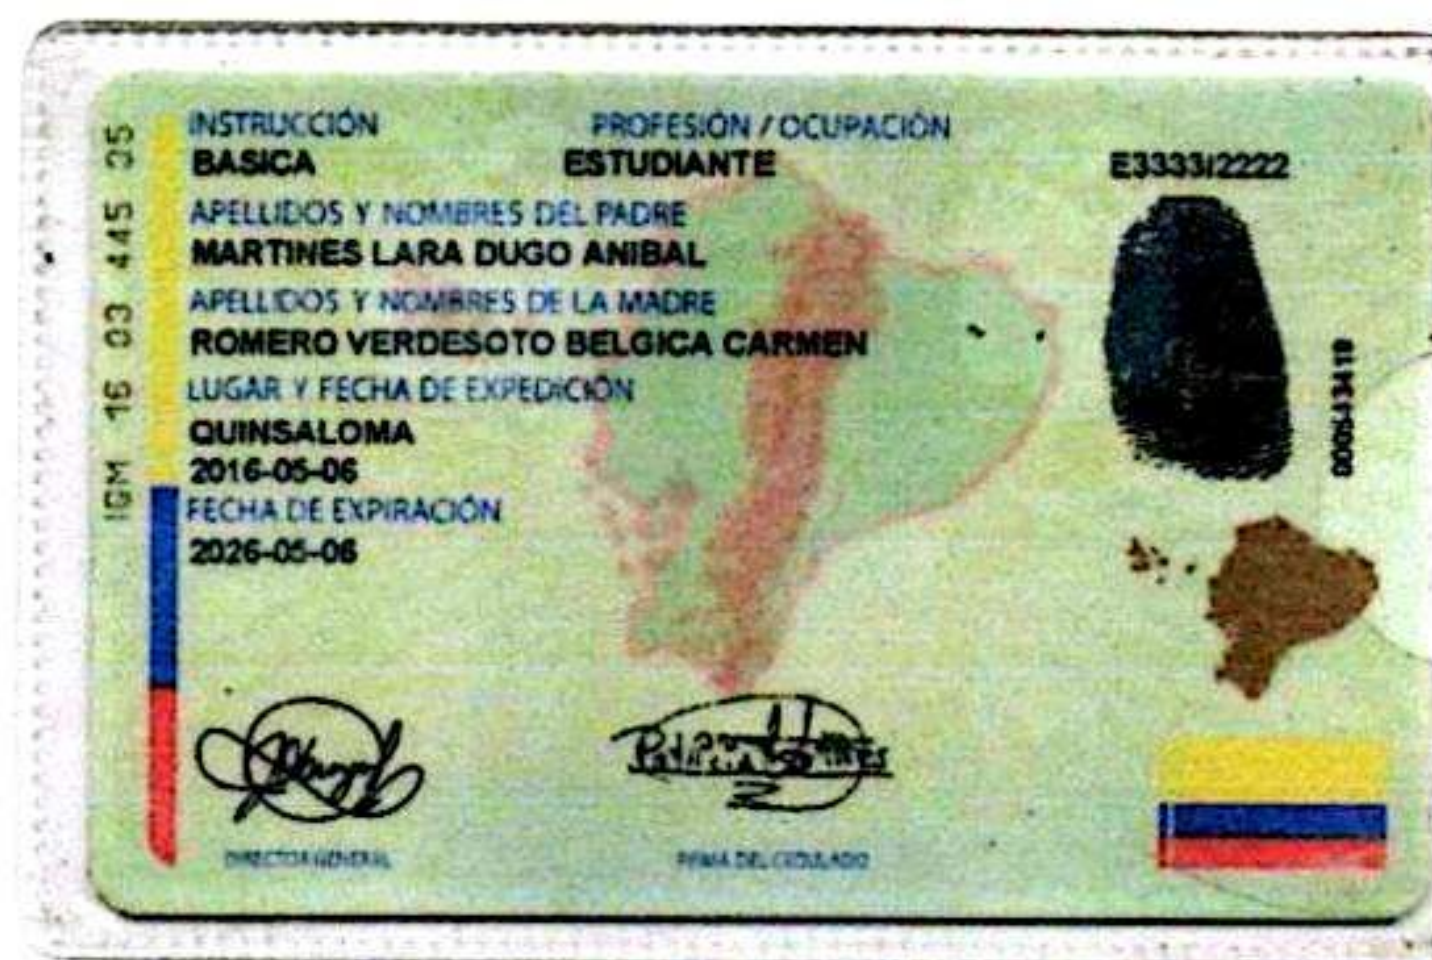 INSTRUCCIÓN PROFESIÓN / OCUPACIÓN
BASICA ESTUDIANTE E3333I2222
APELLIDOS Y NOMBRES DEL PADRE
MARTINES LARA DUGO ANIBAL
APELLIDOS Y NOMBRES DE LA MADRE
ROMERO VERDESOTO BELGICA CARMEN
LUGAR Y FECHA DE EXPEDICIÓN
QUINSALOMA
2016-05-06
FECHA DE EXPIRACIÓN
2026-05-06
DIRECTOR GENERAL FIRMA DEL CEDULADO
IGM 16 03 445 35